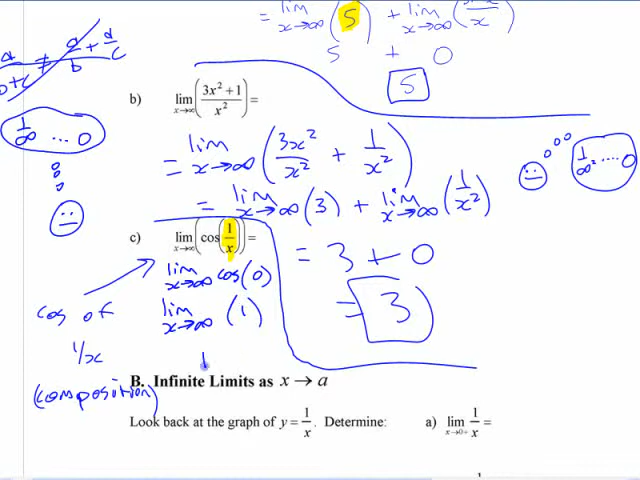 = lim x→∞ (5) + lim x→∞ (x)
5 + 0
5
a/b+c ≠ a/b + a/c
b) lim x→∞ ((3x² + 1)/x²) =
1/∞ ... 0
= lim x→∞ (3x²/x² + 1/x²)
1/∞² .... 0
= lim x→∞ (3) + lim x→∞ (1/x²)
c) lim x→∞ (cos(1/x)) =
= 3 + 0
lim x→∞ cos(0)
= 3
lim x→∞ (1)
1
cos of
1/x
(composition)
B. Infinite Limits as x → a
Look back at the graph of y = 1/x. Determine: a) lim x→0+ 1/x =